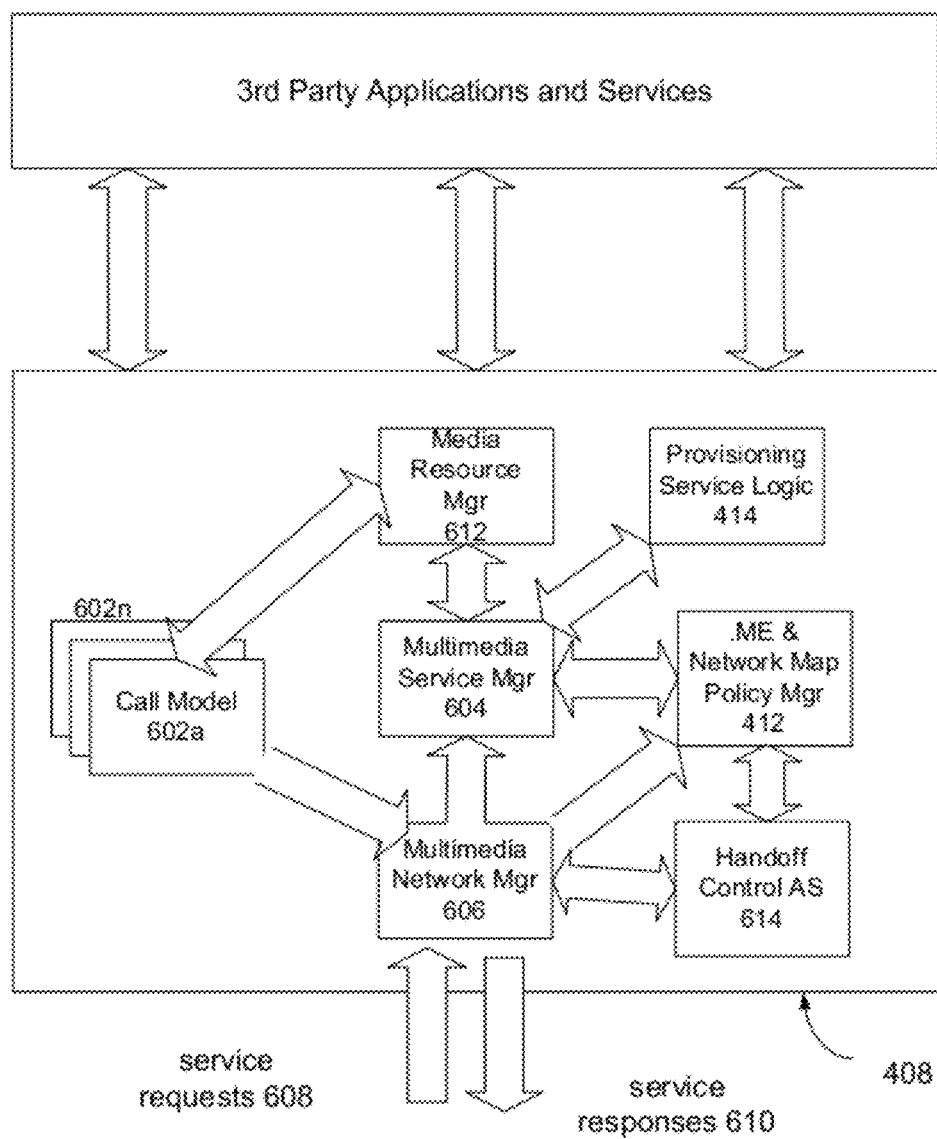 3rd Party Applications and Services
Media
Resource
Mgr
612
Provisioning
Service Logic
414
602n
Call Model
602a
Multimedia
Service Mgr
604
.ME &
Network Map
Policy Mgr
412
Multimedia
Network Mgr
606
Handoff
Control AS
614
service
requests 608
service
responses 610
408